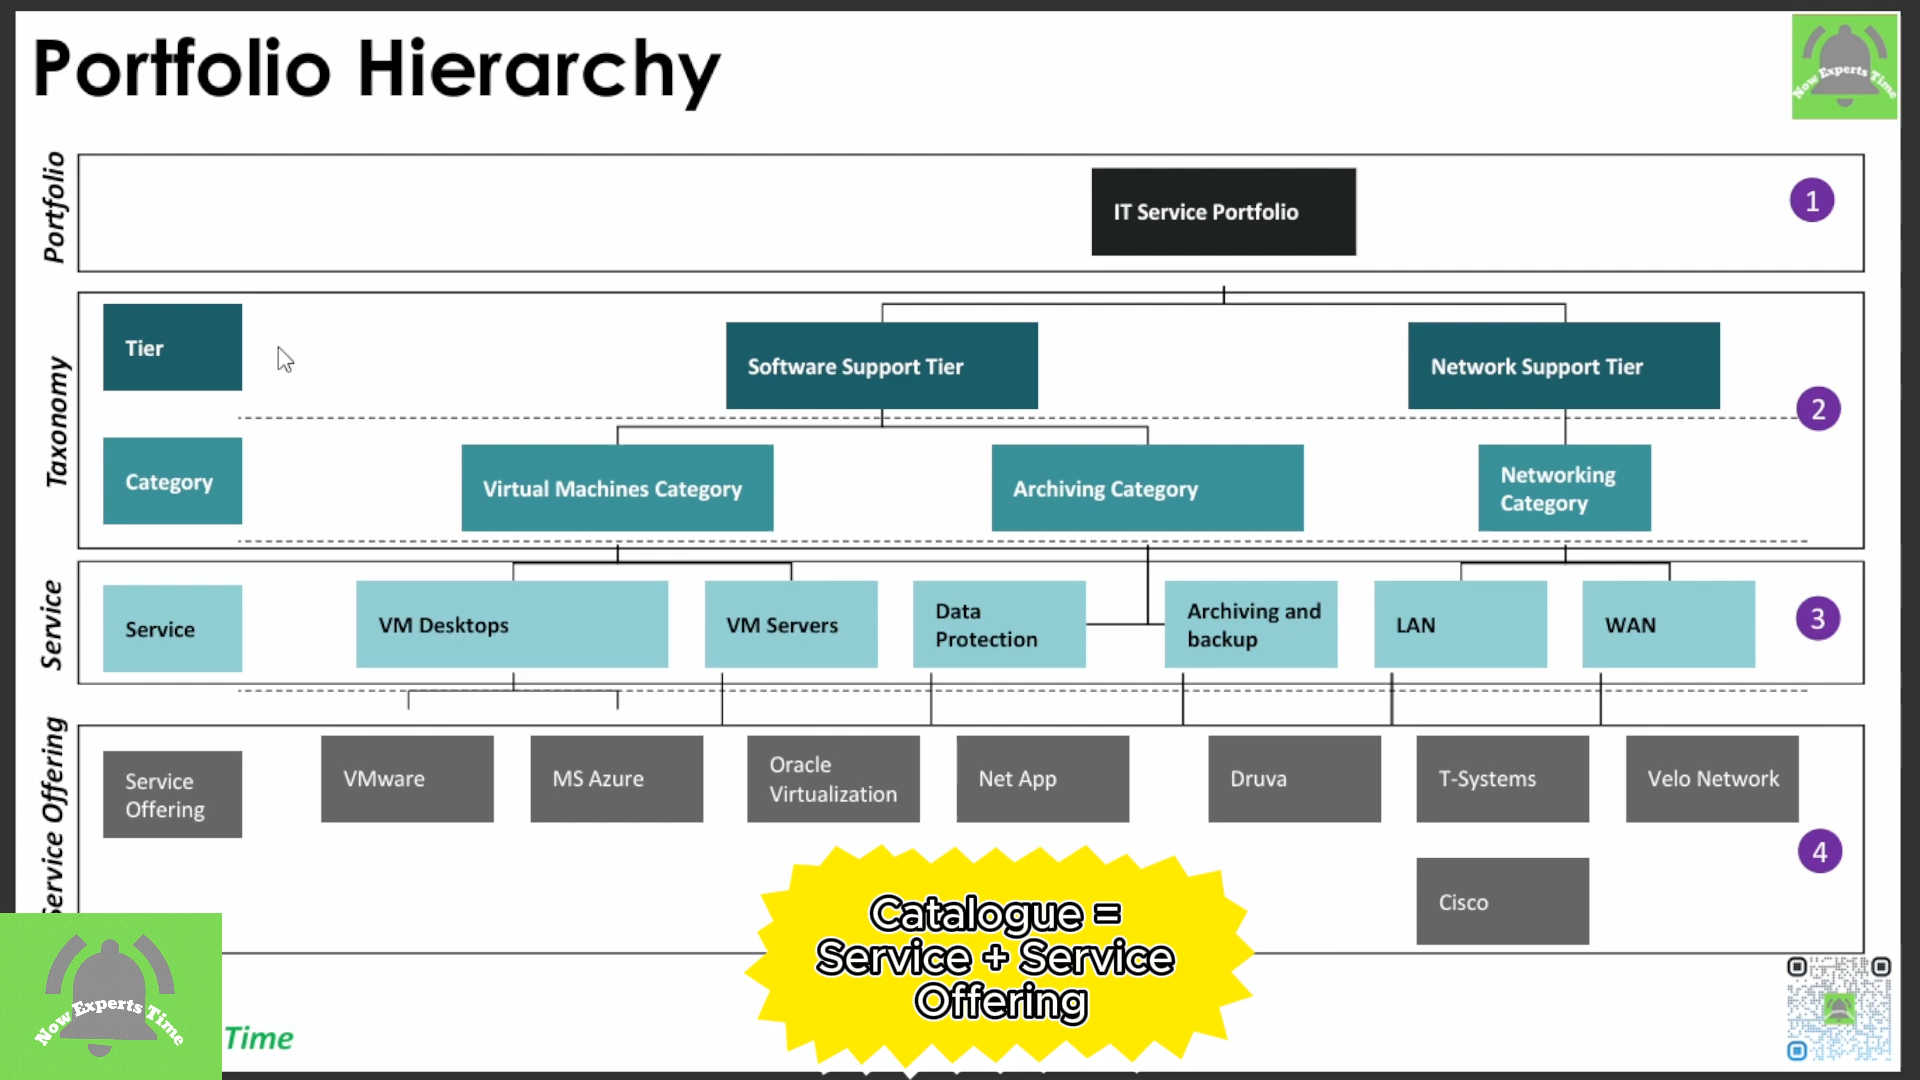 Portfolio Hierarchy
Now Experts Time
Portfolio
IT Service Portfolio
1
Taxonomy
Tier
Software Support Tier
Network Support Tier
2
Category
Virtual Machines Category
Archiving Category
Networking
Category
Service
Service
VM Desktops
VM Servers
Data
Protection
Archiving and
backup
LAN
WAN
3
Service Offering
Service
Offering
VMware
MS Azure
Oracle
Virtualization
Net App
Druva
T-Systems
Velo Network
Cisco
4
Catalogue =
Service + Service
Offering
Now Experts Time
Time